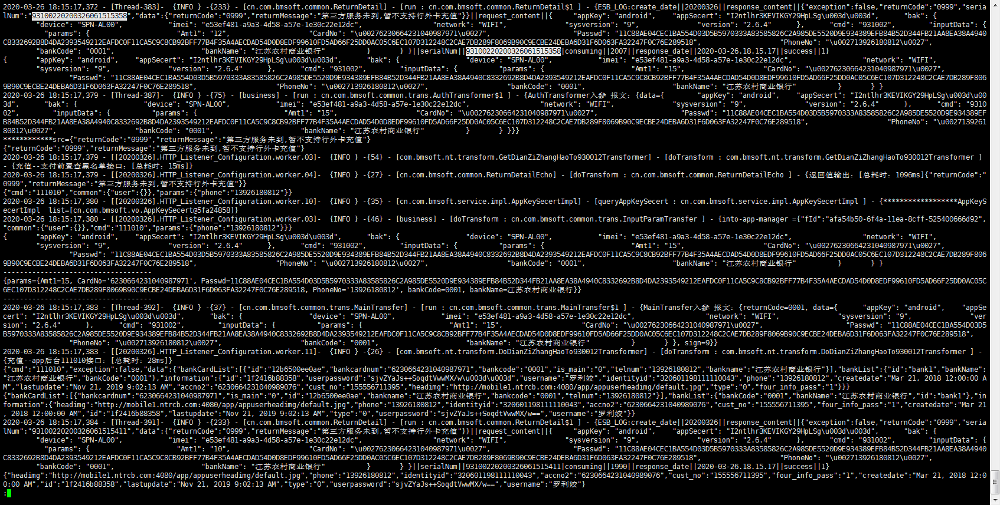 2020-03-26 18:15:17,372 - [Thread-383]-  {INFO } -{233} - [cn.com.bmsoft.common.ReturnDetail] - [run : cn.com.bmsoft.common.ReturnDetail$1 ] - {ESB_LOG:create_date||20200326||response_content||{"exception":false,"returnCode":"0999","seria
lNum":"93100220200326061515358","data":{"returnCode":"0999","returnMessage":"第三方服务未到,暂不支持行外卡充值"}}||request_content||{     "appKey": "android",    "appSecert": "I2ntlhr3KEVIKGY29HpLSg\u003d\u003d",      "bak": {
"device": "SPN-AL00",           "imei": "e53ef481-a9a3-4d58-a57e-1e30c22e12dc",                 "network": "WIFI",              "sysversion": "9",              "version": "2.6.4"      },      "cmd": "931002",        "inputData": {
"params": {                     "Amt1": "12",                   "CardNo": "\u00276230664231040987971\u0027",                    "Passwd": "11C88AE04CEC1BA554D03D5B5970333A83585826C2A985DE5520D9E934389EFB84B52D344FB21AA8EA38A4940
C8332692B8D4DA2393549212EAFDC0F11CA5C9C8CB92BFF77B4F35A4AECDAD54D0D8EDF99610FD5AD66F25DD0AC05C6EC107D312248C2CAE7DB289F8069B90C9ECBE24DEBA6D31F6D063FA32247F0C76E289518",                    "PhoneNo": "\u002713926180812\u0027",
"bankCode": "0001",                     "bankName": "江苏农村商业银行"          }       } }||serialNum||93100220200326061515358|consuming||2007||response_date||2020-03-26.18.15.17||success||1}
{       "appKey": "android",    "appSecert": "I2ntlhr3KEVIKGY29HpLSg\u003d\u003d",      "bak": {                "device": "SPN-AL00",           "imei": "e53ef481-a9a3-4d58-a57e-1e30c22e12dc",                 "network": "WIFI",
"sysversion": "9",              "version": "2.6.4"      },      "cmd": "931002",        "inputData": {          "params": {                     "Amt1": "15",                   "CardNo": "\u00276230664231040987971\u0027",
"Passwd": "11C88AE04CEC1BA554D03D5B5970333A83585826C2A985DE5520D9E934389EFB84B52D344FB21AA8EA38A4940C8332692B8D4DA2393549212EAFDC0F11CA5C9C8CB92BFF77B4F35A4AECDAD54D0D8EDF99610FD5AD66F25DD0AC05C6EC107D312248C2CAE7DB289F806
9B90C9ECBE24DEBA6D31F6D063FA32247F0C76E289518",                    "PhoneNo": "\u002713926180812\u0027",                   "bankCode": "0001",                     "bankName": "江苏农村商业银行"          }       } }
2020-03-26 18:15:17,379 - [Thread-387]-  {INFO } -{75} - [business] - [run : cn.com.bmsoft.common.trans.AuthTransformer$1 ] - {AuthTransformer入参 报文: {data={        "appKey": "android",    "appSecert": "I2ntlhr3KEVIKGY29HpLSg\u003d\u00
3d",      "bak": {                "device": "SPN-AL00",           "imei": "e53ef481-a9a3-4d58-a57e-1e30c22e12dc",                 "network": "WIFI",              "sysversion": "9",              "version": "2.6.4"      },      "cmd": "9310
02",        "inputData": {          "params": {                     "Amt1": "15",                   "CardNo": "\u00276230664231040987971\u0027",                    "Passwd": "11C88AE04CEC1BA554D03D5B5970333A83585826C2A985DE5520D9E934389EF
B84B52D344FB21AA8EA38A4940C8332692B8D4DA2393549212EAFDC0F11CA5C9C8CB92BFF77B4F35A4AECDAD54D0D8EDF99610FD5AD66F25DD0AC05C6EC107D312248C2CAE7DB289F8069B90C9ECBE24DEBA6D31F6D063FA32247F0C76E289518",                    "PhoneNo": "\u0027139261
80812\u0027",                   "bankCode": "0001",                     "bankName": "江苏农村商业银行"          }       } }}}
************src={"returnCode":"0999","returnMessage":"第三方服务未到,暂不支持行外卡充值"}
{"returnCode":"0999","returnMessage":"第三方服务未到,暂不支持行外卡充值"}
2020-03-26 18:15:17,379 - [[20200326].HTTP_Listener_Configuration.worker.03]-  {INFO } -{54} - [com.bmsoft.nt.transform.GetDianZiZhangHaoTo930012Transformer] - [doTransform : com.bmsoft.nt.transform.GetDianZiZhangHaoTo930012Transformer ]
- {充值--支付前置查黑名单接口: [总耗时: 15ms]}
2020-03-26 18:15:17,379 - [[20200326].HTTP_Listener_Configuration.worker.04]-  {INFO } -{27} - [cn.com.bmsoft.common.ReturnDetailEcho] - [doTransform : cn.com.bmsoft.common.ReturnDetailEcho ] - {返回值输出: [总耗时: 1096ms]{"returnCode":"
0999","returnMessage":"第三方服务未到,暂不支持行外卡充值"}}
{"cmd":"111010","common":{"user":{}},"params":{"phone":"13926180812"}}
2020-03-26 18:15:17,380 - [[20200326].HTTP_Listener_Configuration.worker.10]-  {INFO } -{35} - [com.bmsoft.service.impl.AppKeySecertImpl] - [queryAppKeySecert : cn.com.bmsoft.service.impl.AppKeySecertImpl ] - {******************AppKeyS
ecertImpl  list=[cn.com.bmsoft.vo.AppKeySecert@5fa24858]}
2020-03-26 18:15:17,380 - [[20200326].HTTP_Listener_Configuration.worker.03]-  {INFO } -{46} - [business] - [doTransform : cn.com.bmsoft.common.trans.InputParamTransfer ] - {into-app-manager ={"fId":"afa54b50-6f4a-11ea-8cff-525400666d92",
"common":{"user":{}},"cmd":"111010","params":{"phone":"13926180812"}}}
{       "appKey": "android",    "appSecert": "I2ntlhr3KEVIKGY29HpLSg\u003d\u003d",      "bak": {                "device": "SPN-AL00",           "imei": "e53ef481-a9a3-4d58-a57e-1e30c22e12dc",                 "network": "WIFI",
"sysversion": "9",              "version": "2.6.4"      },      "cmd": "931002",        "inputData": {          "params": {                     "Amt1": "15",                   "CardNo": "\u00276230664231040987971\u0027",
"Passwd": "11C88AE04CEC1BA554D03D5B5970333A83585826C2A985DE5520D9E934389EFB84B52D344FB21AA8EA38A4940C8332692B8D4DA2393549212EAFDC0F11CA5C9C8CB92BFF77B4F35A4AECDAD54D0D8EDF99610FD5AD66F25DD0AC05C6EC107D312248C2CAE7DB289F806
9B90C9ECBE24DEBA6D31F6D063FA32247F0C76E289518",                    "PhoneNo": "\u002713926180812\u0027",                   "bankCode": "0001",                     "bankName": "江苏农村商业银行"          }       } }
------------------------------------
{params={Amt1=15, CardNo='6230664231040987971', Passwd=11C88AE04CEC1BA554D03D5B5970333A83585826C2A985DE5520D9E934389EFB84B52D344FB21AA8EA38A4940C8332692B8D4DA2393549212EAFDC0F11CA5C9C8CB92BFF77B4F35A4AECDAD54D0D8EDF99610FD5AD66F25DD0AC05C
6EC107D312248C2CAE7DB289F8069B90C9ECBE24DEBA6D31F6D063FA32247F0C76E289518, PhoneNo='13926180812', bankCode=0001, bankName=江苏农村商业银行}}
------------------------------------
2020-03-26 18:15:17,383 - [Thread-392]-  {INFO } -{37} - [cn.com.bmsoft.common.trans.MainTransfer] - [run : cn.com.bmsoft.common.trans.MainTransfer$1 ] - {MainTransfer入参 报文: {returnCode=0001, data={      "appKey": "android",    "appSe
cert": "I2ntlhr3KEVIKGY29HpLSg\u003d\u003d",      "bak": {                "device": "SPN-AL00",           "imei": "e53ef481-a9a3-4d58-a57e-1e30c22e12dc",                 "network": "WIFI",              "sysversion": "9",              "ver
sion": "2.6.4"      },      "cmd": "931002",        "inputData": {          "params": {                     "Amt1": "15",                   "CardNo": "\u00276230664231040987971\u0027",                    "Passwd": "11C88AE04CEC1BA554D03D5
B5970333A83585826C2A985DE5520D9E934389EFB84B52D344FB21AA8EA38A4940C8332692B8D4DA2393549212EAFDC0F11CA5C9C8CB92BFF77B4F35A4AECDAD54D0D8EDF99610FD5AD66F25DD0AC05C6EC107D312248C2CAE7DB289F8069B90C9ECBE24DEBA6D31F6D063FA32247F0C76E289518",
"PhoneNo": "\u002713926180812\u0027",                   "bankCode": "0001",                     "bankName": "江苏农村商业银行"          }       } }, sign=9}}
2020-03-26 18:15:17,383 - [[20200326].HTTP_Listener_Configuration.worker.11]-  {INFO } -{26} - [com.bmsoft.nt.transform.DoDianZiZhangHaoTo930012Transformer] - [doTransform : com.bmsoft.nt.transform.DoDianZiZhangHaoTo930012Transformer ] -
{充值--app后台111010接口: [总耗时: 28ms]}
{"cmd":"111010","exception":false,"data":{"bankCardList":[{"id":"12b6500ee0ae","bankcardnum":"6230664231040987971","bankcode":"0001","is_main":"0","telnum":"13926180812","bankname":"江苏农村商业银行"}],"bankList":{"id":"bank1","bankName":
"江苏农村商业银行","bankCode":"0001"},"information":{"id":"1f2416b88358","userpassword":"sjvZYaJs++SoqdtVwwMX/w\u003d\u003d","username":"罗利姣","identityid":"320601198111110043","phone":"13926180812","createdate":"Mar 21, 2018 12:00:00 A
M","lastupdate":"Nov 21, 2019 9:02:13 AM","accno2":"6230664231040989076","cust_no":"155556711395","headimg":"http://mobile1.ntrcb.com:4080/app/appuserheadimg/default.jpg","type":"0","four_info_pass":"1"}}}
{"bankCardList":[{"bankcardnum":"6230664231040987971","is_main":"0","id":"12b6500ee0ae","bankname":"江苏农村商业银行","bankcode":"0001","telnum":"13926180812"}],"bankList":{"bankCode":"0001","bankName":"江苏农村商业银行","id":"bank1"},"in
formation":{"headimg":"http://mobile1.ntrcb.com:4080/app/appuserheadimg/default.jpg","phone":"13926180812","identityid":"320601198111110043","accno2":"6230664231040989076","cust_no":"155556711395","four_info_pass":"1","createdate":"Mar 21
, 2018 12:00:00 AM","id":"1f2416b88358","lastupdate":"Nov 21, 2019 9:02:13 AM","type":"0","userpassword":"sjvZYaJs++SoqdtVwwMX/w==","username":"罗利姣"}}
2020-03-26 18:15:17,384 - [Thread-391]-  {INFO } -{233} - [cn.com.bmsoft.common.ReturnDetail] - [run : cn.com.bmsoft.common.ReturnDetail$1 ] - {ESB_LOG:create_date||20200326||response_content||{"exception":false,"returnCode":"0999","seria
lNum":"93100220200326061515411","data":{"returnCode":"0999","returnMessage":"第三方服务未到,暂不支持行外卡充值"}}||request_content||{     "appKey": "android",    "appSecert": "I2ntlhr3KEVIKGY29HpLSg\u003d\u003d",      "bak": {
"device": "SPN-AL00",           "imei": "e53ef481-a9a3-4d58-a57e-1e30c22e12dc",                 "network": "WIFI",              "sysversion": "9",              "version": "2.6.4"      },      "cmd": "931002",        "inputData": {
"params": {                     "Amt1": "10",                   "CardNo": "\u00276230664231040987971\u0027",                    "Passwd": "11C88AE04CEC1BA554D03D5B5970333A83585826C2A985DE5520D9E934389EFB84B52D344FB21AA8EA38A4940
C8332692B8D4DA2393549212EAFDC0F11CA5C9C8CB92BFF77B4F35A4AECDAD54D0D8EDF99610FD5AD66F25DD0AC05C6EC107D312248C2CAE7DB289F8069B90C9ECBE24DEBA6D31F6D063FA32247F0C76E289518",                    "PhoneNo": "\u002713926180812\u0027",
"bankCode": "0001",                     "bankName": "江苏农村商业银行"          }       } }||serialNum||93100220200326061515411|consuming||1990||response_date||2020-03-26.18.15.17||success||1}
{"headimg":"http://mobile1.ntrcb.com:4080/app/appuserheadimg/default.jpg","phone":"13926180812","identityid":"320601198111110043","accno2":"6230664231040989076","cust_no":"155556711395","four_info_pass":"1","createdate":"Mar 21, 2018 12:0
0:00 AM","id":"1f2416b88358","lastupdate":"Nov 21, 2019 9:02:13 AM","type":"0","userpassword":"sjvZYaJs++SoqdtVwwMX/w==","username":"罗利姣"}
: